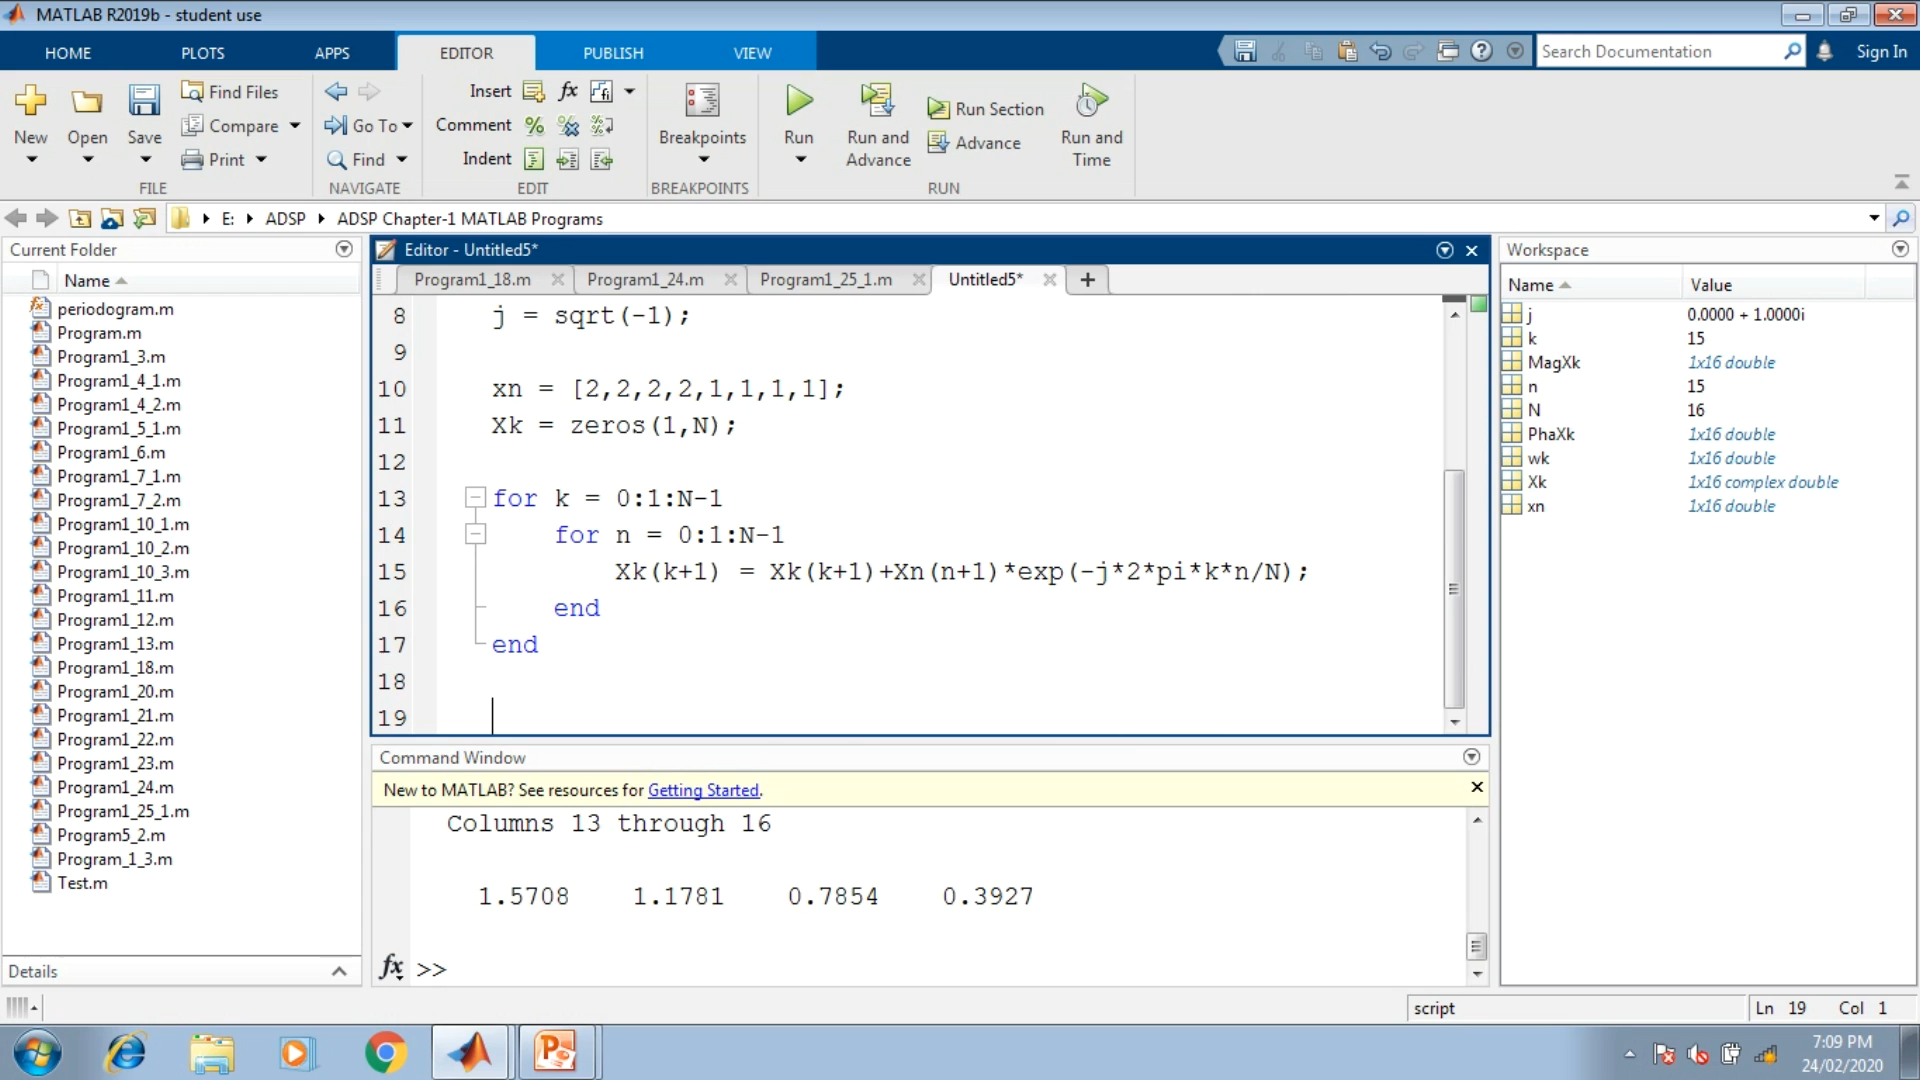 MATLAB R2019b - student use
HOME PLOTS APPS EDITOR PUBLISH VIEW
Search Documentation
Sign In
New
Open
Save
Find Files
Compare
Print
FILE
Go To
Find
NAVIGATE
Insert fx
Comment
Indent
EDIT
Breakpoints
BREAKPOINTS
Run
Run and
Advance
Run Section
Advance
Run and
Time
RUN
E: ADSP ADSP Chapter-1 MATLAB Programs
Current Folder
Name
periodogram.m
Program.m
Program1_3.m
Program1_4_1.m
Program1_4_2.m
Program1_5_1.m
Program1_6.m
Program1_7_1.m
Program1_7_2.m
Program1_10_1.m
Program1_10_2.m
Program1_10_3.m
Program1_11.m
Program1_12.m
Program1_13.m
Program1_18.m
Program1_20.m
Program1_21.m
Program1_22.m
Program1_23.m
Program1_24.m
Program1_25_1.m
Program5_2.m
Program_1_3.m
Test.m
Details
Editor - Untitled5*
Program1_18.m Program1_24.m Program1_25_1.m Untitled5*
8 j = sqrt(-1);
9
10 xn = [2,2,2,2,1,1,1,1];
11 Xk = zeros(1,N);
12
13 for k = 0:1:N-1
14 for n = 0:1:N-1
15 Xk(k+1) = Xk(k+1)+Xn(n+1)*exp(-j*2*pi*k*n/N);
16 end
17 end
18
19
Command Window
New to MATLAB? See resources for Getting Started.
Columns 13 through 16
1.5708 1.1781 0.7854 0.3927
fx >>
Workspace
Name Value
j 0.0000 + 1.0000i
k 15
MagXk 1x16 double
n 15
N 16
PhaXk 1x16 double
wk 1x16 double
Xk 1x16 complex double
xn 1x16 double
script
Ln 19 Col 1
7:09 PM
24/02/2020